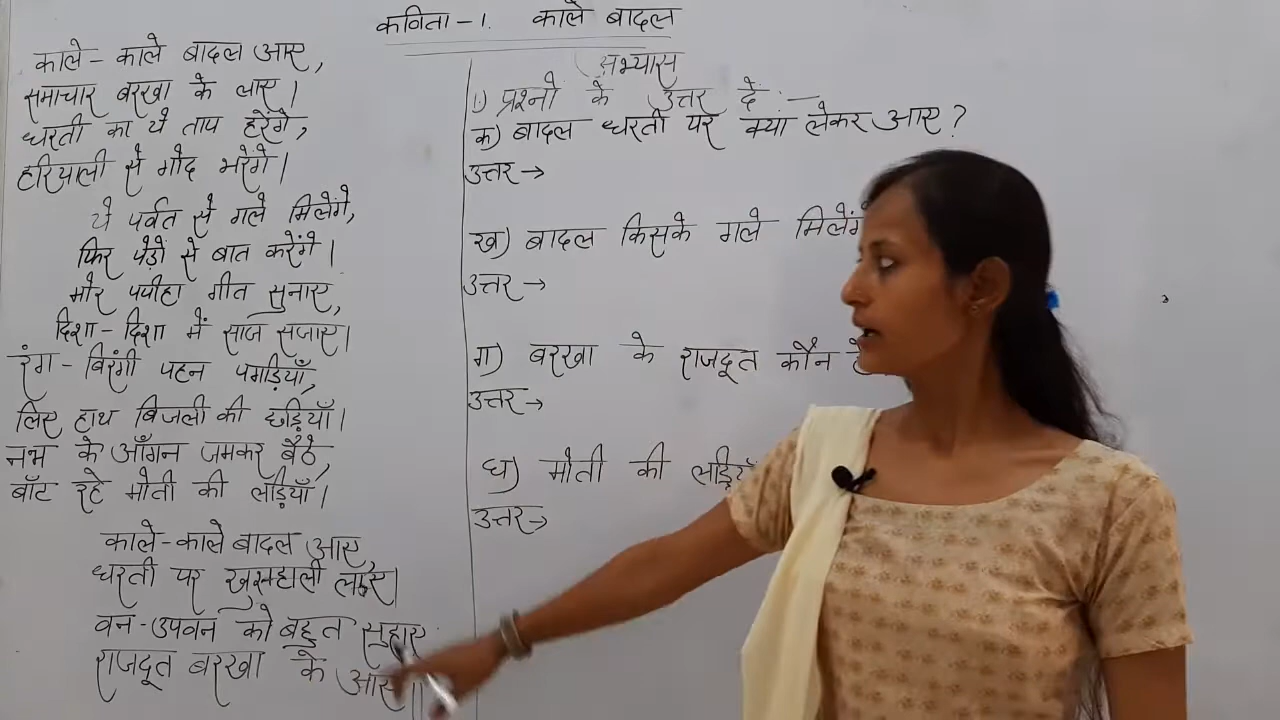 कविता - 1. काले बादल
काले - काले बादल आए,
समाचार बरखा के लाए।
धरती का ये ताप हरेंगे,
हरियाली से गोद भरेंगे।
ये पर्वत से गले मिलेंगे,
फिर पेड़ों से बात करेंगे।
मोर पपीहा गीत सुनाए,
दिशा - दिशा में साज सजाए।
रंग - बिरंगी पहन पगड़ियाँ,
लिए हाथ बिजली की छड़ियाँ।
नभ के आँगन जमकर बैठे,
बाँट रहे मोती की लड़ियाँ।
काले - काले बादल आए,
धरती पर खुसहाली लाए।
वन - उपवन को बहुत सुहाए
राजदूत बरखा के आए।
अभ्यास
1) प्रश्नों के उत्तर दें :-
क) बादल धरती पर क्या लेकर आए ?
उत्तर →
ख) बादल किसके गले
उत्तर →
ग) बरखा के राजदूत कौन
उत्तर →
घ) मोती की
उत्तर →